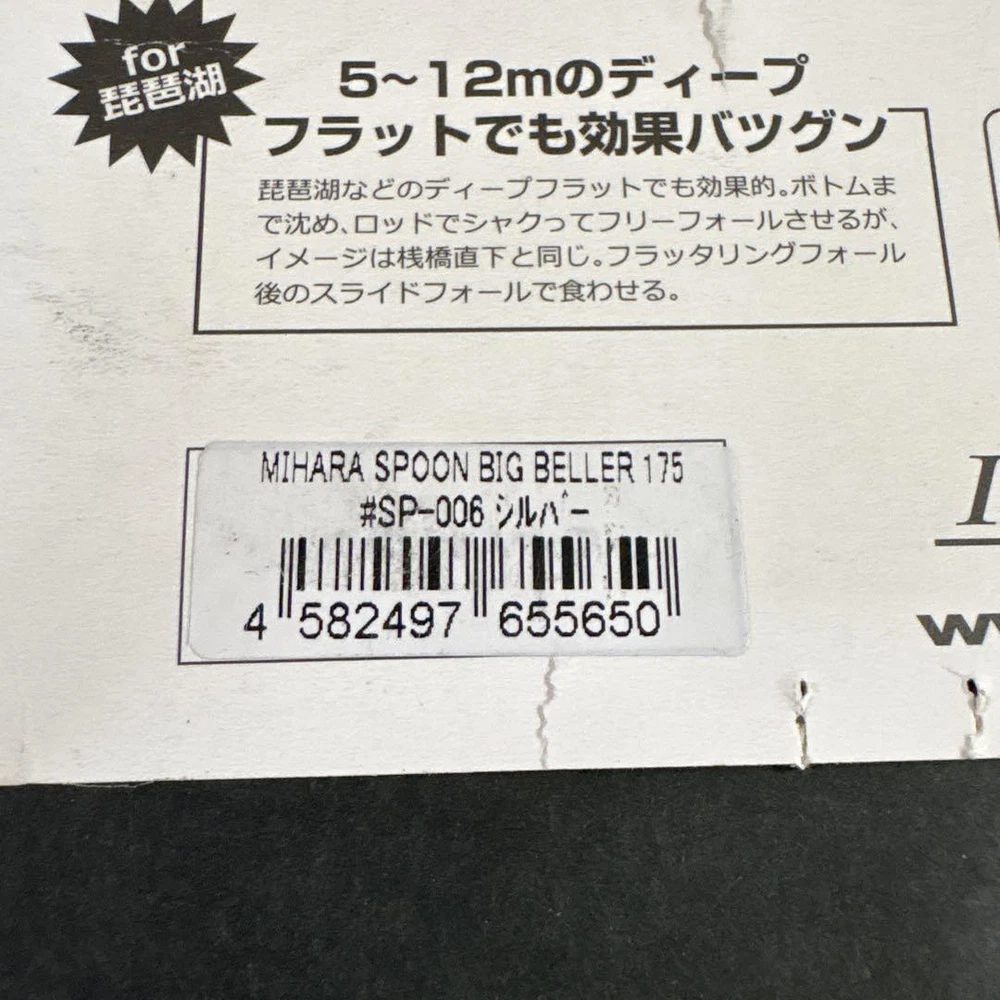 for
琵琶湖
5~12mのディープ
フラットでも効果バツグン
琵琶湖などのディープフラットでも効果的。ボトムま
で沈め、ロッドでシャクってフリーフォールさせるが、
イメージは桟橋直下と同じ。フラッタリングフォール
後のスライドフォールで食わせる。
MIHARA SPOON BIG BELLER 175
#SP-006 シルバー
4 582497 655650